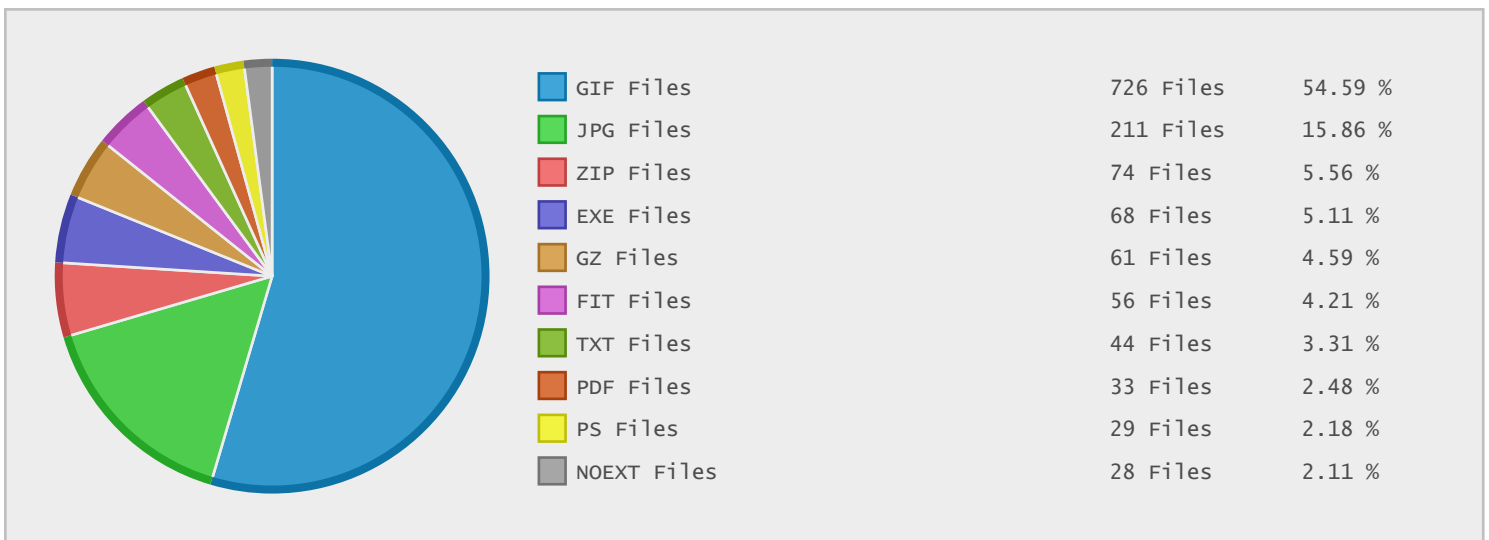 GIF Files 726 Files 54.59 %
JPG Files 211 Files 15.86 %
ZIP Files 74 Files 5.56 %
EXE Files 68 Files 5.11 %
GZ Files 61 Files 4.59 %
FIT Files 56 Files 4.21 %
TXT Files 44 Files 3.31 %
PDF Files 33 Files 2.48 %
PS Files 29 Files 2.18 %
NOEXT Files 28 Files 2.11 %